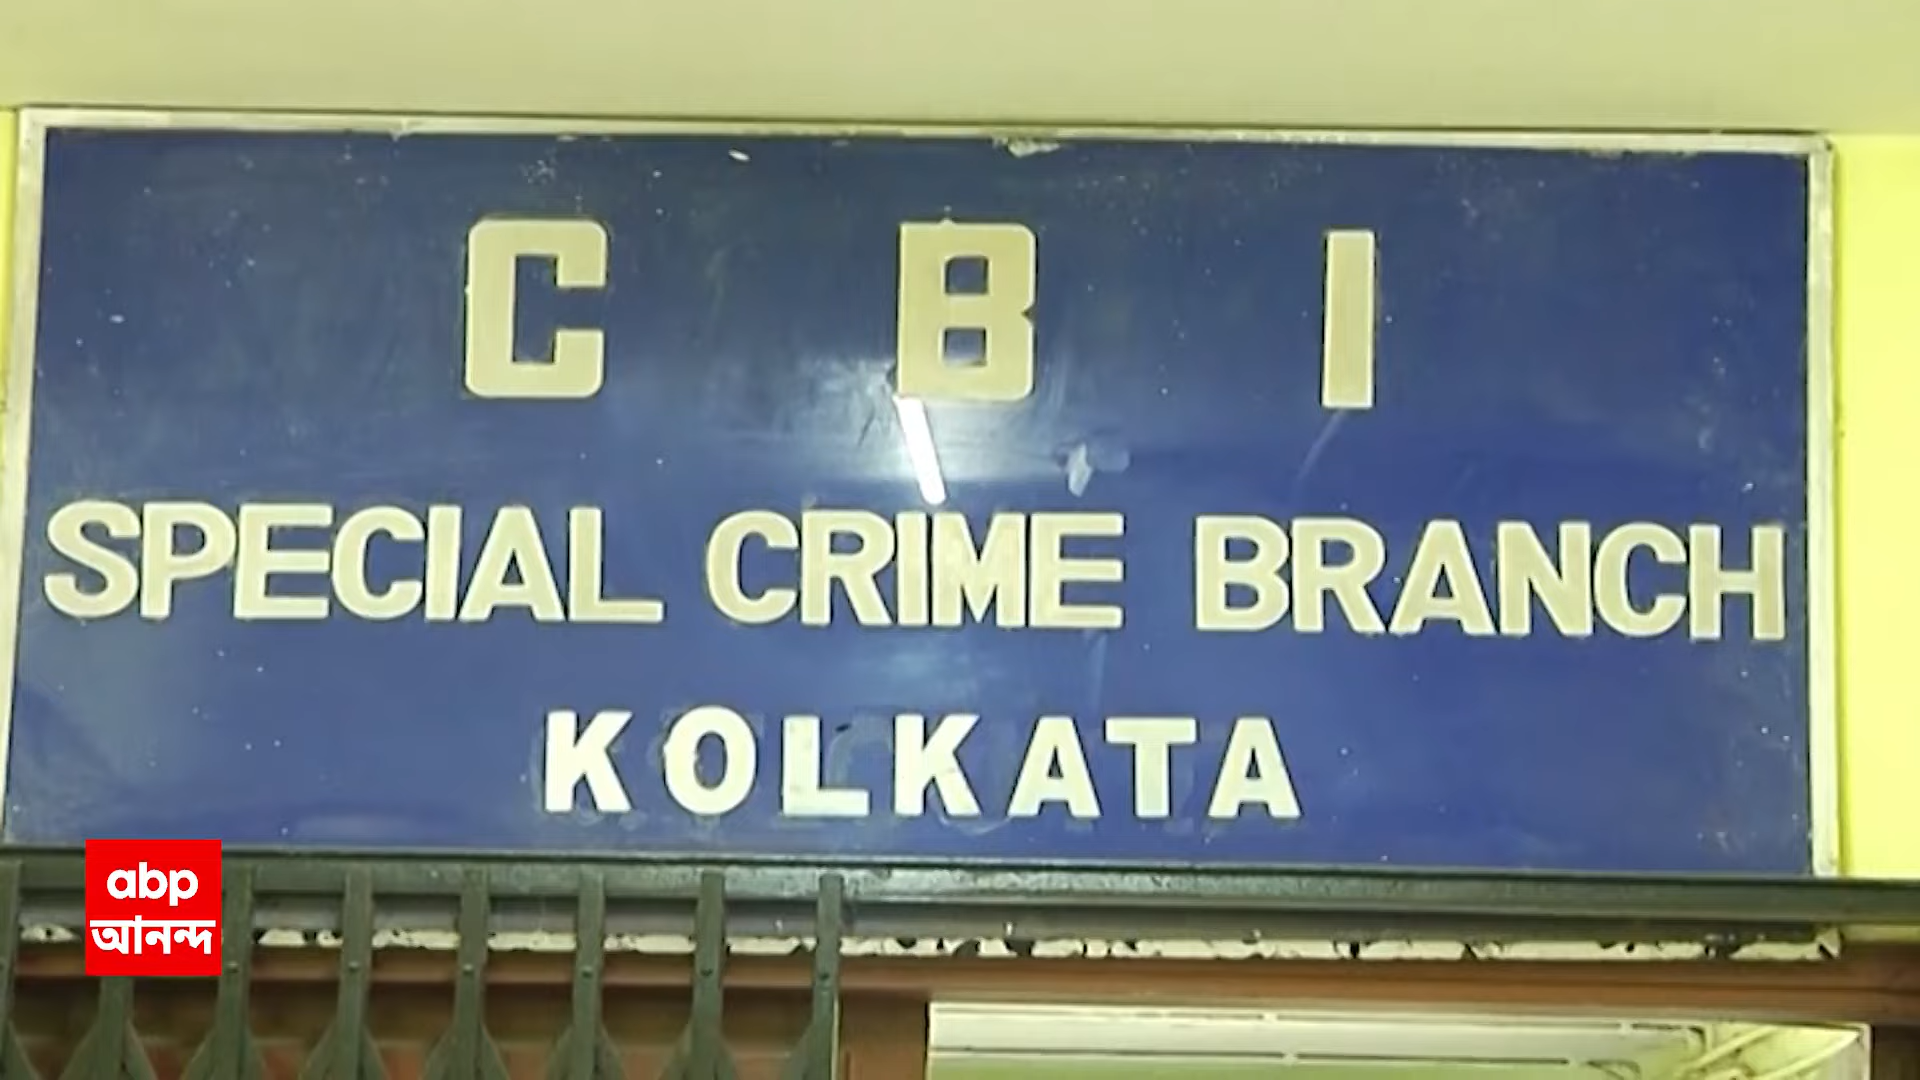 C B I
SPECIAL CRIME BRANCH
KOLKATA
abp
আনন্দ